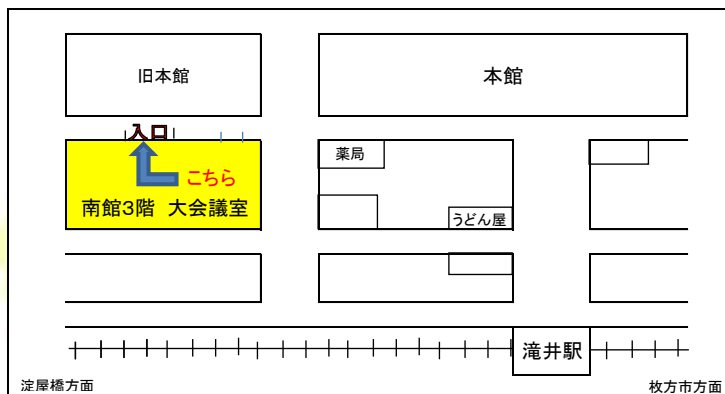 旧本館
本館
入口
薬局
こちら
南館3階 大会議室
うどん屋
滝井駅
淀屋橋方面
枚方市方面